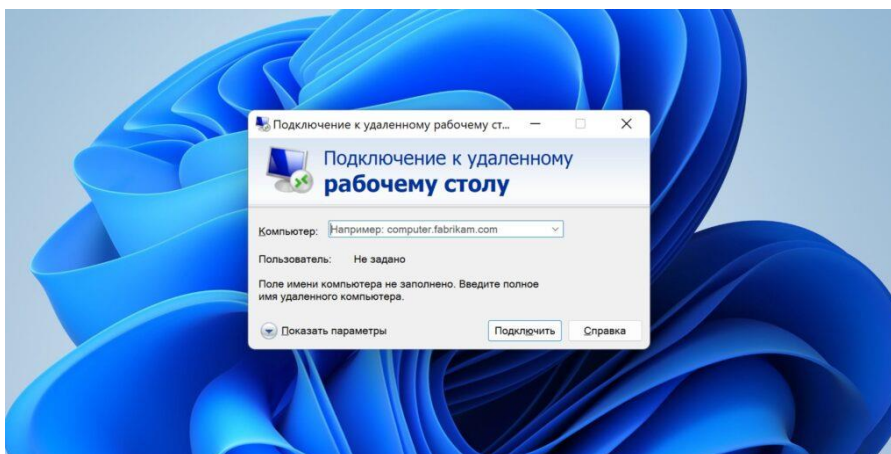 Подключение к удаленному рабочему ст...
Подключение к удаленному
рабочему столу
Компьютер: Например: computer.fabrikam.com
Пользователь: Не задано
Поле имени компьютера не заполнено. Введите полное
имя удаленного компьютера.
Показать параметры Подключить Справка